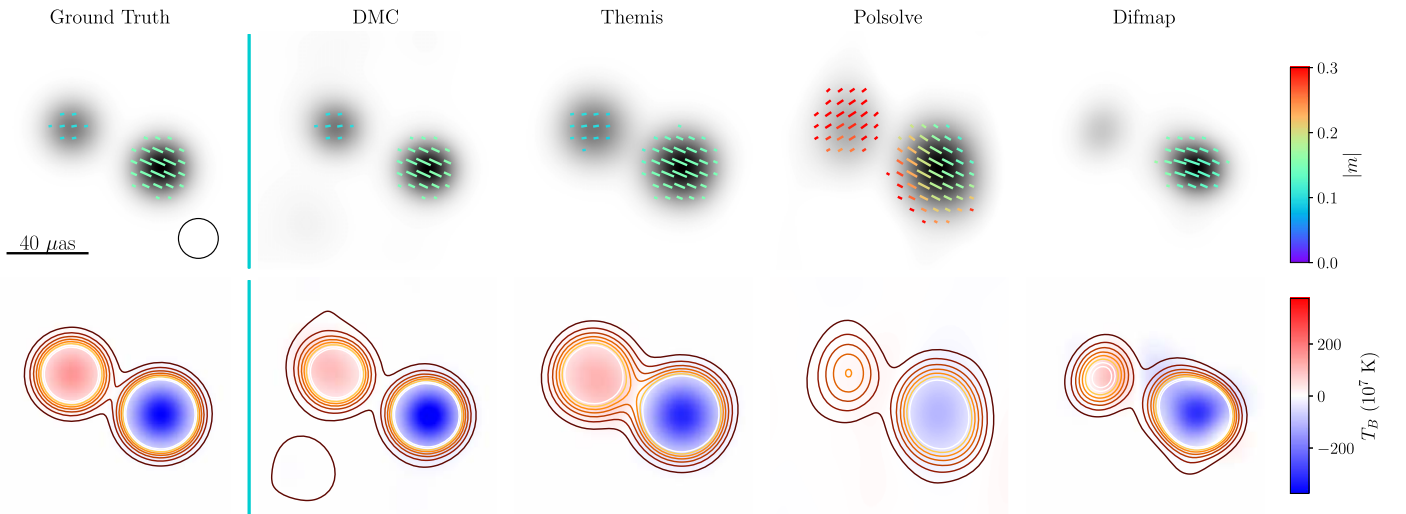 Ground Truth
DMC
Themis
Polsolve
Difmap
40 μas
0.3
0.2
0.1
0.0
|m|
200
0
−200
T_B (10^7 K)